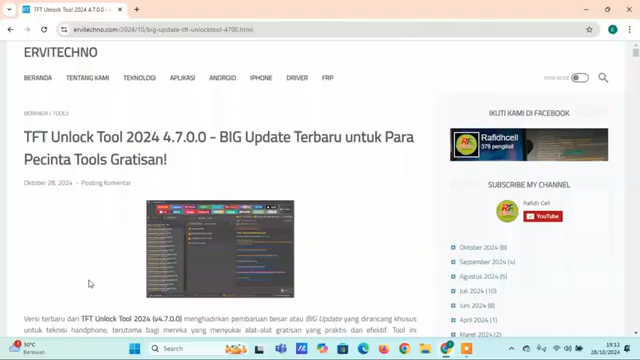 TFT Unlock Tool 2024 4.7.0.0 - B
ervitechno.com/2024/10/big-update-tft-unlocktool-4700.html
ERVITECHNO
BERANDA TENTANG KAMI TEKNOLOGI APLIKASI ANDROID IPHONE DRIVER FRP
DARK MODE
BERANDA / TOOLS
TFT Unlock Tool 2024 4.7.0.0 - BIG Update Terbaru untuk Para
Pecinta Tools Gratisan!
Oktober 28, 2024 - Posting Komentar
Versi terbaru dari TFT Unlock Tool (v4.7.0.0) menghadirkan pembaruan besar atau BIG Update yang dirancang khusus
untuk teknisi handphone, terutama bagi mereka yang menyukai alat-alat gratisan yang praktis dan efektif. Tool ini
IKUTI KAMI DI FACEBOOK
Rafidhcell
379 pengikut
SUBSCRIBE MY CHANNEL
Rafidh Cell
YouTube
Oktober 2024 (8)
September 2024 (4)
Agustus 2024 (5)
Juli 2024 (10)
Juni 2024 (8)
April 2024 (1)
Maret 2024 (12)
30°C
Berawan
Search
19:12
28/10/2024